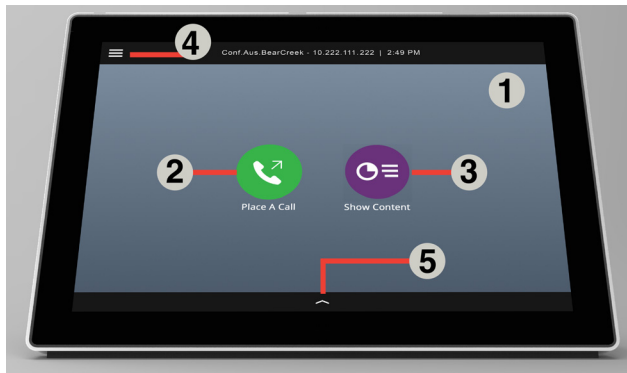 4
Conf.Aus.BearCreek - 10.222.111.222 | 2:49 PM
1
2
3
Place A Call
Show Content
5